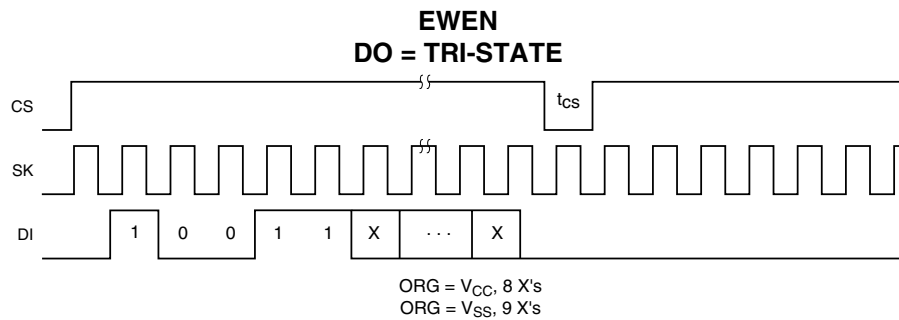 EWEN
DO = TRI-STATE
CS
tCS
SK
DI 1 0 0 1 1 X · · · X
ORG = VCC, 8 X's
ORG = VSS, 9 X's